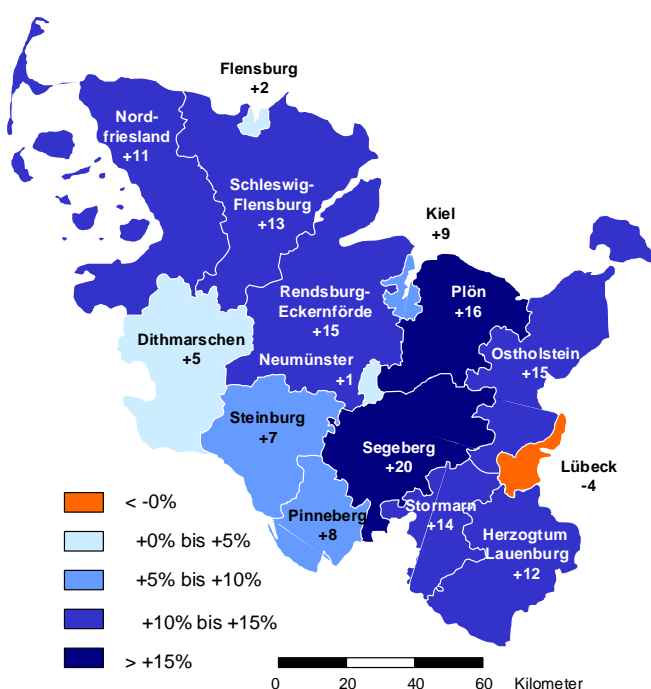 Flensburg
+2
Nord-
friesland
+11
Schleswig-
Flensburg
+13
Kiel
+9
Rendsburg-
Eckernförde
+15
Plön
+16
Dithmarschen
+5
Neumünster
+1
Ostholstein
+15
Steinburg
+7
Segeberg
+20
Lübeck
-4
Pinneberg
+8
Stormarn
+14
Herzogtum
Lauenburg
+12
< -0%
+0% bis +5%
+5% bis +10%
+10% bis +15%
> +15%
0 20 40 60 Kilometer